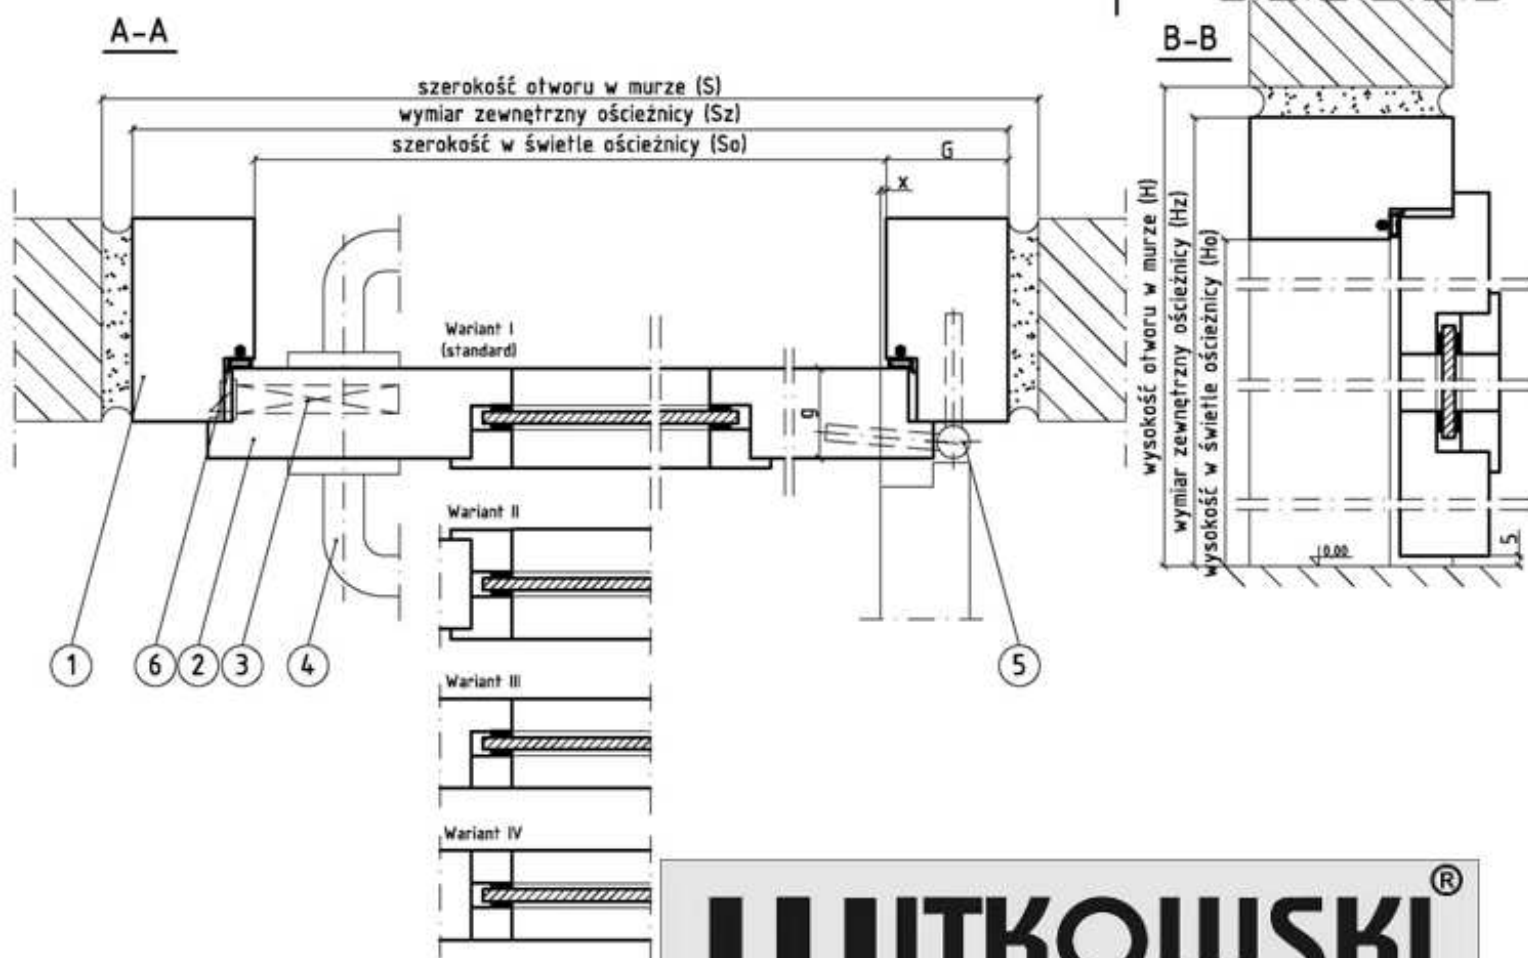 A-A
szerokość otworu w murze (S)
wymiar zewnętrzny ościeżnicy (Sz)
szerokość w świetle ościeżnicy (So)
G
x
Wariant I
(standard)
g
Wariant II
1
6
2
3
4
5
Wariant III
Wariant IV
B-B
wysokość otworu w murze (H)
wymiar zewnętrzny ościeżnicy (Hz)
wysokość w świetle ościeżnicy (Ho)
0.00
5
®